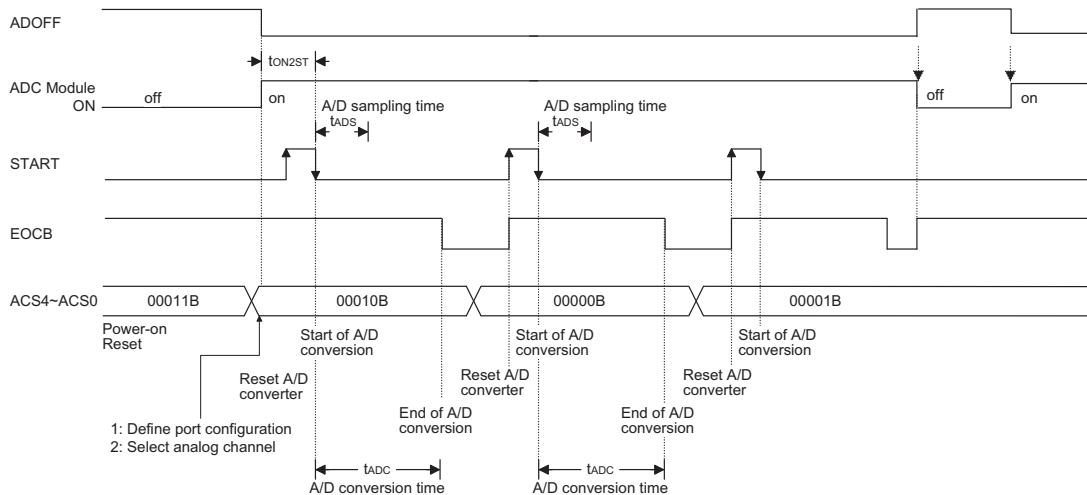 ADOFF
tON2ST
ADC Module
ON
off
on
off
on
A/D sampling time
tADS
A/D sampling time
tADS
START
EOCB
ACS4~ACS0
00011B
00010B
00000B
00001B
Power-on
Reset
Start of A/D
conversion
Start of A/D
conversion
Start of A/D
conversion
Reset A/D
converter
Reset A/D
converter
Reset A/D
converter
End of A/D
conversion
End of A/D
conversion
1: Define port configuration
2: Select analog channel
tADC
A/D conversion time
tADC
A/D conversion time